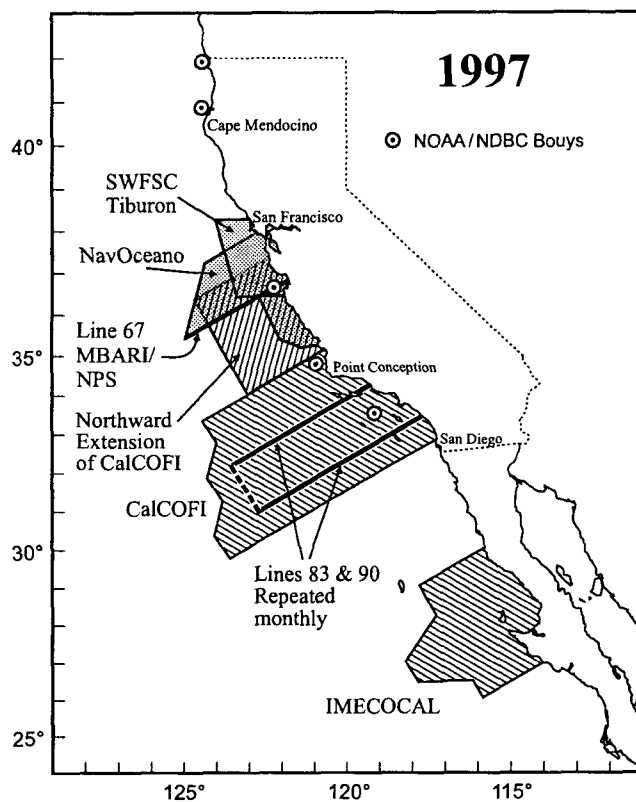 1997
NOAA/NDBC Bouys
Cape Mendocino
40°
SWFSC
Tiburon
San Francisco
NavOceano
Line 67
MBARI/
NPS
35°
Point Conception
Northward
Extension
of CalCOFI
San Diego
CalCOFI
30°
Lines 83 & 90
Repeated
monthly
IMECOCAL
25°
125°
120°
115°